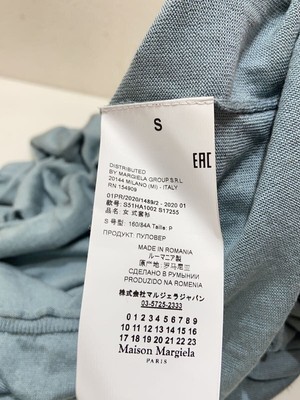 S
DISTRIBUTED
BY MARGIELA GROUP S.R.L
20144 MILANO (MI) - ITALY
RN 154909
EAC
01PR/2020/1489/2 - 2020 01
款号: S51HA1002 S17255
品名: 女 式套衫
S 号型: 160/84A Taille: P
ПРОДУКТ: ПУЛОВЕР
MADE IN ROMANIA
ルーマニア製
原产地: 罗马尼亚
СДЕЛАНО В РУМЫНИИ
PRODUZIDO NA ROMENIA
株式会社マルジェラジャパン
03-5725-2333
0 1 2 3 4 5 6 7 8 9
10 11 12 13 14 15 16
17 18 19 20 21 22 23
Maison Margiela
PARIS